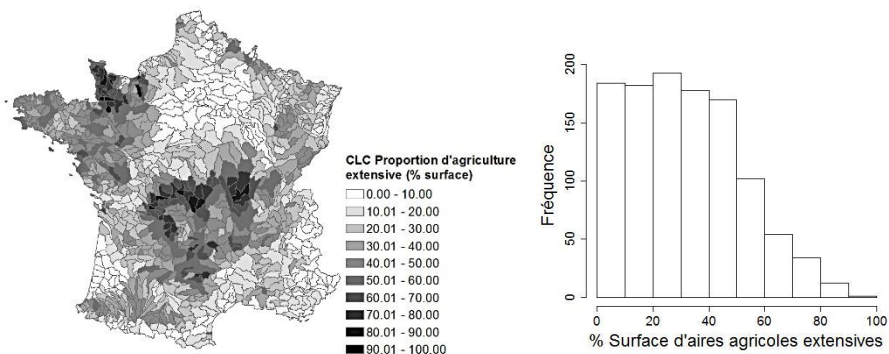 CLC Proportion d'agriculture
extensive (% surface)
0.00 - 10.00
10.01 - 20.00
20.01 - 30.00
30.01 - 40.00
40.01 - 50.00
50.01 - 60.00
60.01 - 70.00
70.01 - 80.00
80.01 - 90.00
90.01 - 100.00
Fréquence
200
150
100
50
0
0 20 40 60 80 100
% Surface d'aires agricoles extensives